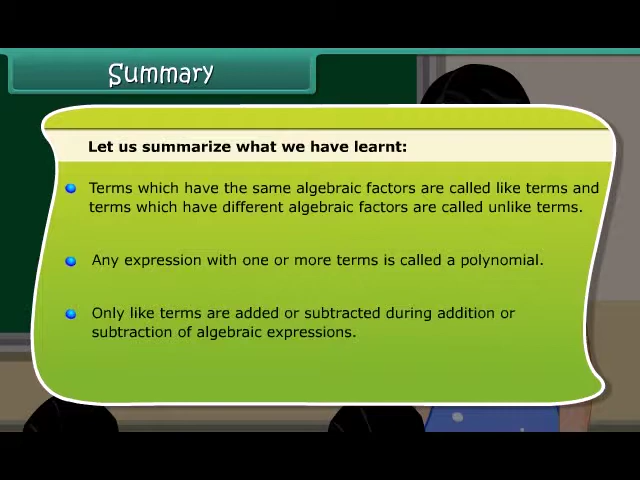 Summary
Let us summarize what we have learnt:
Terms which have the same algebraic factors are called like terms and
terms which have different algebraic factors are called unlike terms.
Any expression with one or more terms is called a polynomial.
Only like terms are added or subtracted during addition or
subtraction of algebraic expressions.